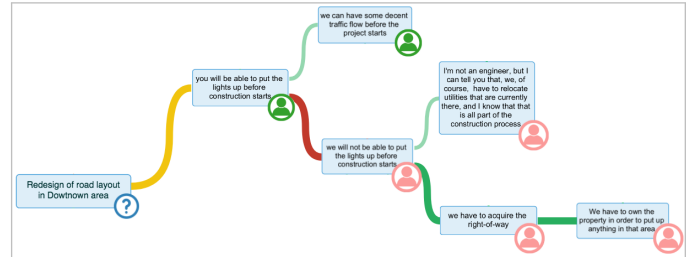 we can have some decent
traffic flow before the
project starts
you will be able to put the
lights up before
construction starts
I'm not an engineer, but I
can tell you that, we, of
course, have to relocate
utilities that are currently
there, and I know that that
is all part of the
construction process
we will not be able to put
the lights up before
construction starts
Redesign of road layout
in Dowtnown area
?
we have to acquire the
right-of-way
We have to own the
property in order to put up
anything in that area